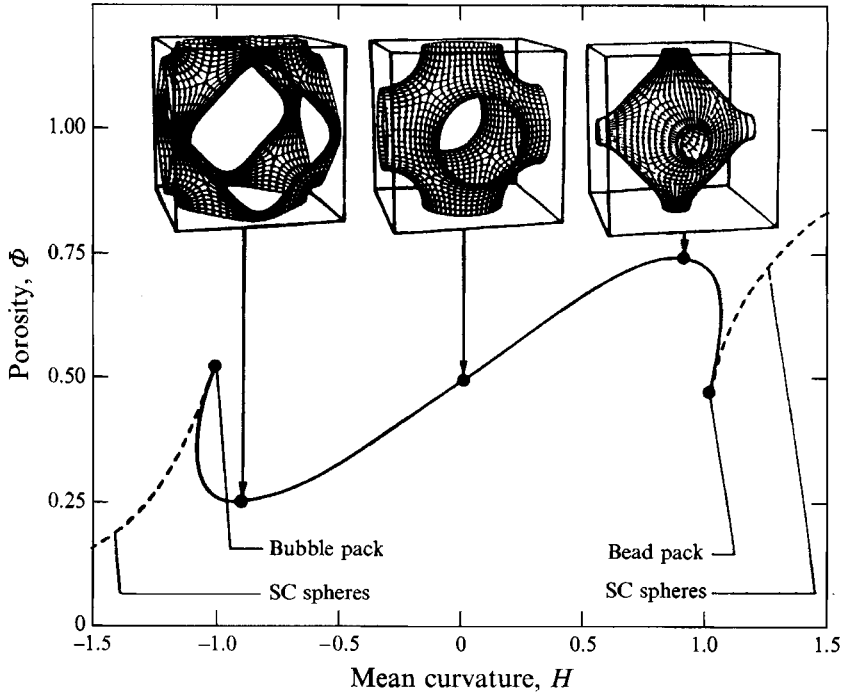 Porosity, Φ
1.00
0.75
0.50
0.25
0
Bubble pack
SC spheres
Bead pack
SC spheres
−1.5
−1.0
−0.5
0
0.5
1.0
1.5
Mean curvature, H